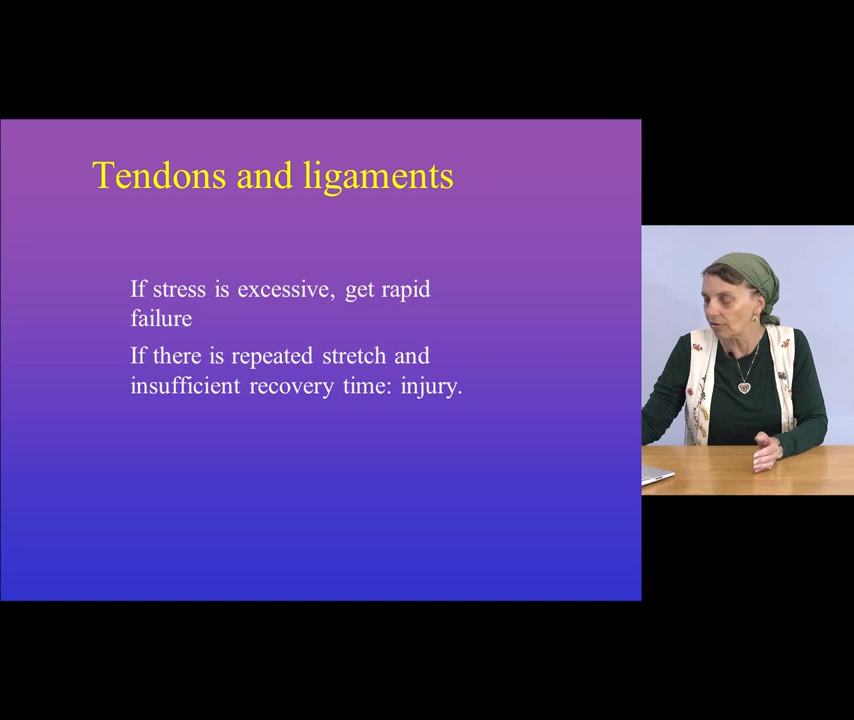 Tendons and ligaments
If stress is excessive, get rapid
failure
If there is repeated stretch and
insufficient recovery time: injury.